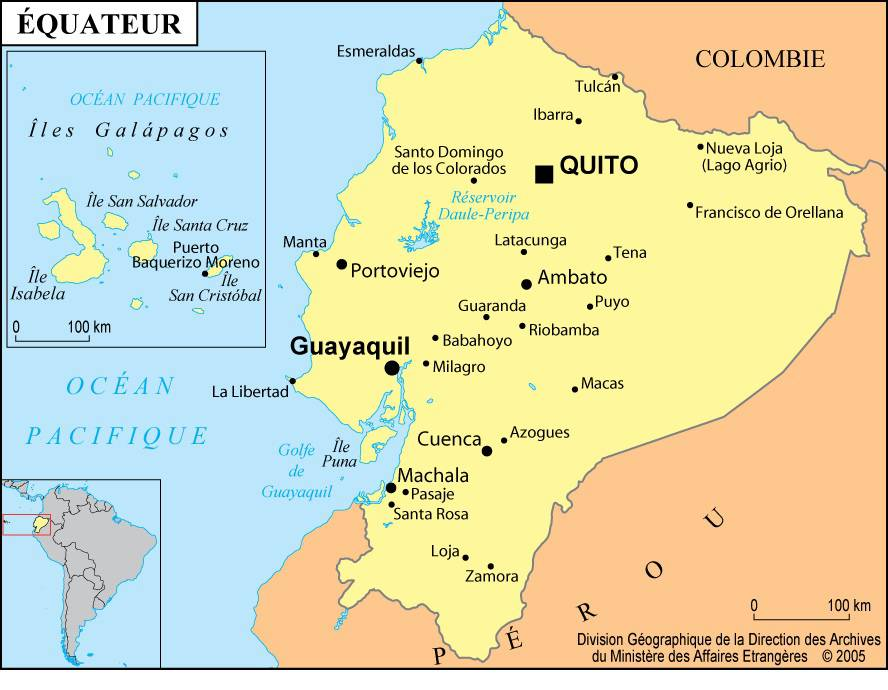 ÉQUATEUR
OCÉAN PACIFIQUE
Îles Galápagos
Île San Salvador
Île Santa Cruz
Puerto
Baquerizo Moreno
Île
Isabela
Île
San Cristóbal
0 100 km
COLOMBIE
Esmeraldas
Tulcán
Ibarra
Nueva Loja
(Lago Agrio)
Santo Domingo
de los Colorados
QUITO
Réservoir
Daule-Peripa
Francisco de Orellana
Manta
Portoviejo
Latacunga
Tena
Ambato
Guaranda
Puyo
Riobamba
Babahoyo
Guayaquil
Milagro
La Libertad
Macas
OCÉAN
PACIFIQUE
Cuenca
Azogues
Golfe
de
Guayaquil
Île
Puna
Machala
Pasaje
Santa Rosa
Loja
Zamora
PÉROU
0 100 km
Division Géographique de la Direction des Archives
du Ministère des Affaires Etrangères © 2005